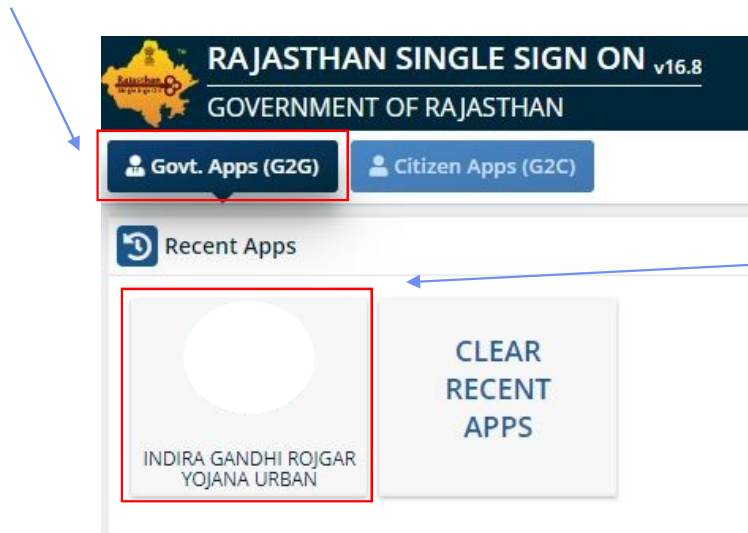 RAJASTHAN SINGLE SIGN ON v16.8
GOVERNMENT OF RAJASTHAN
Rajasthan
Govt. Apps (G2G)
Citizen Apps (G2C)
Recent Apps
CLEAR
RECENT
APPS
INDIRA GANDHI ROJGAR
YOJANA URBAN